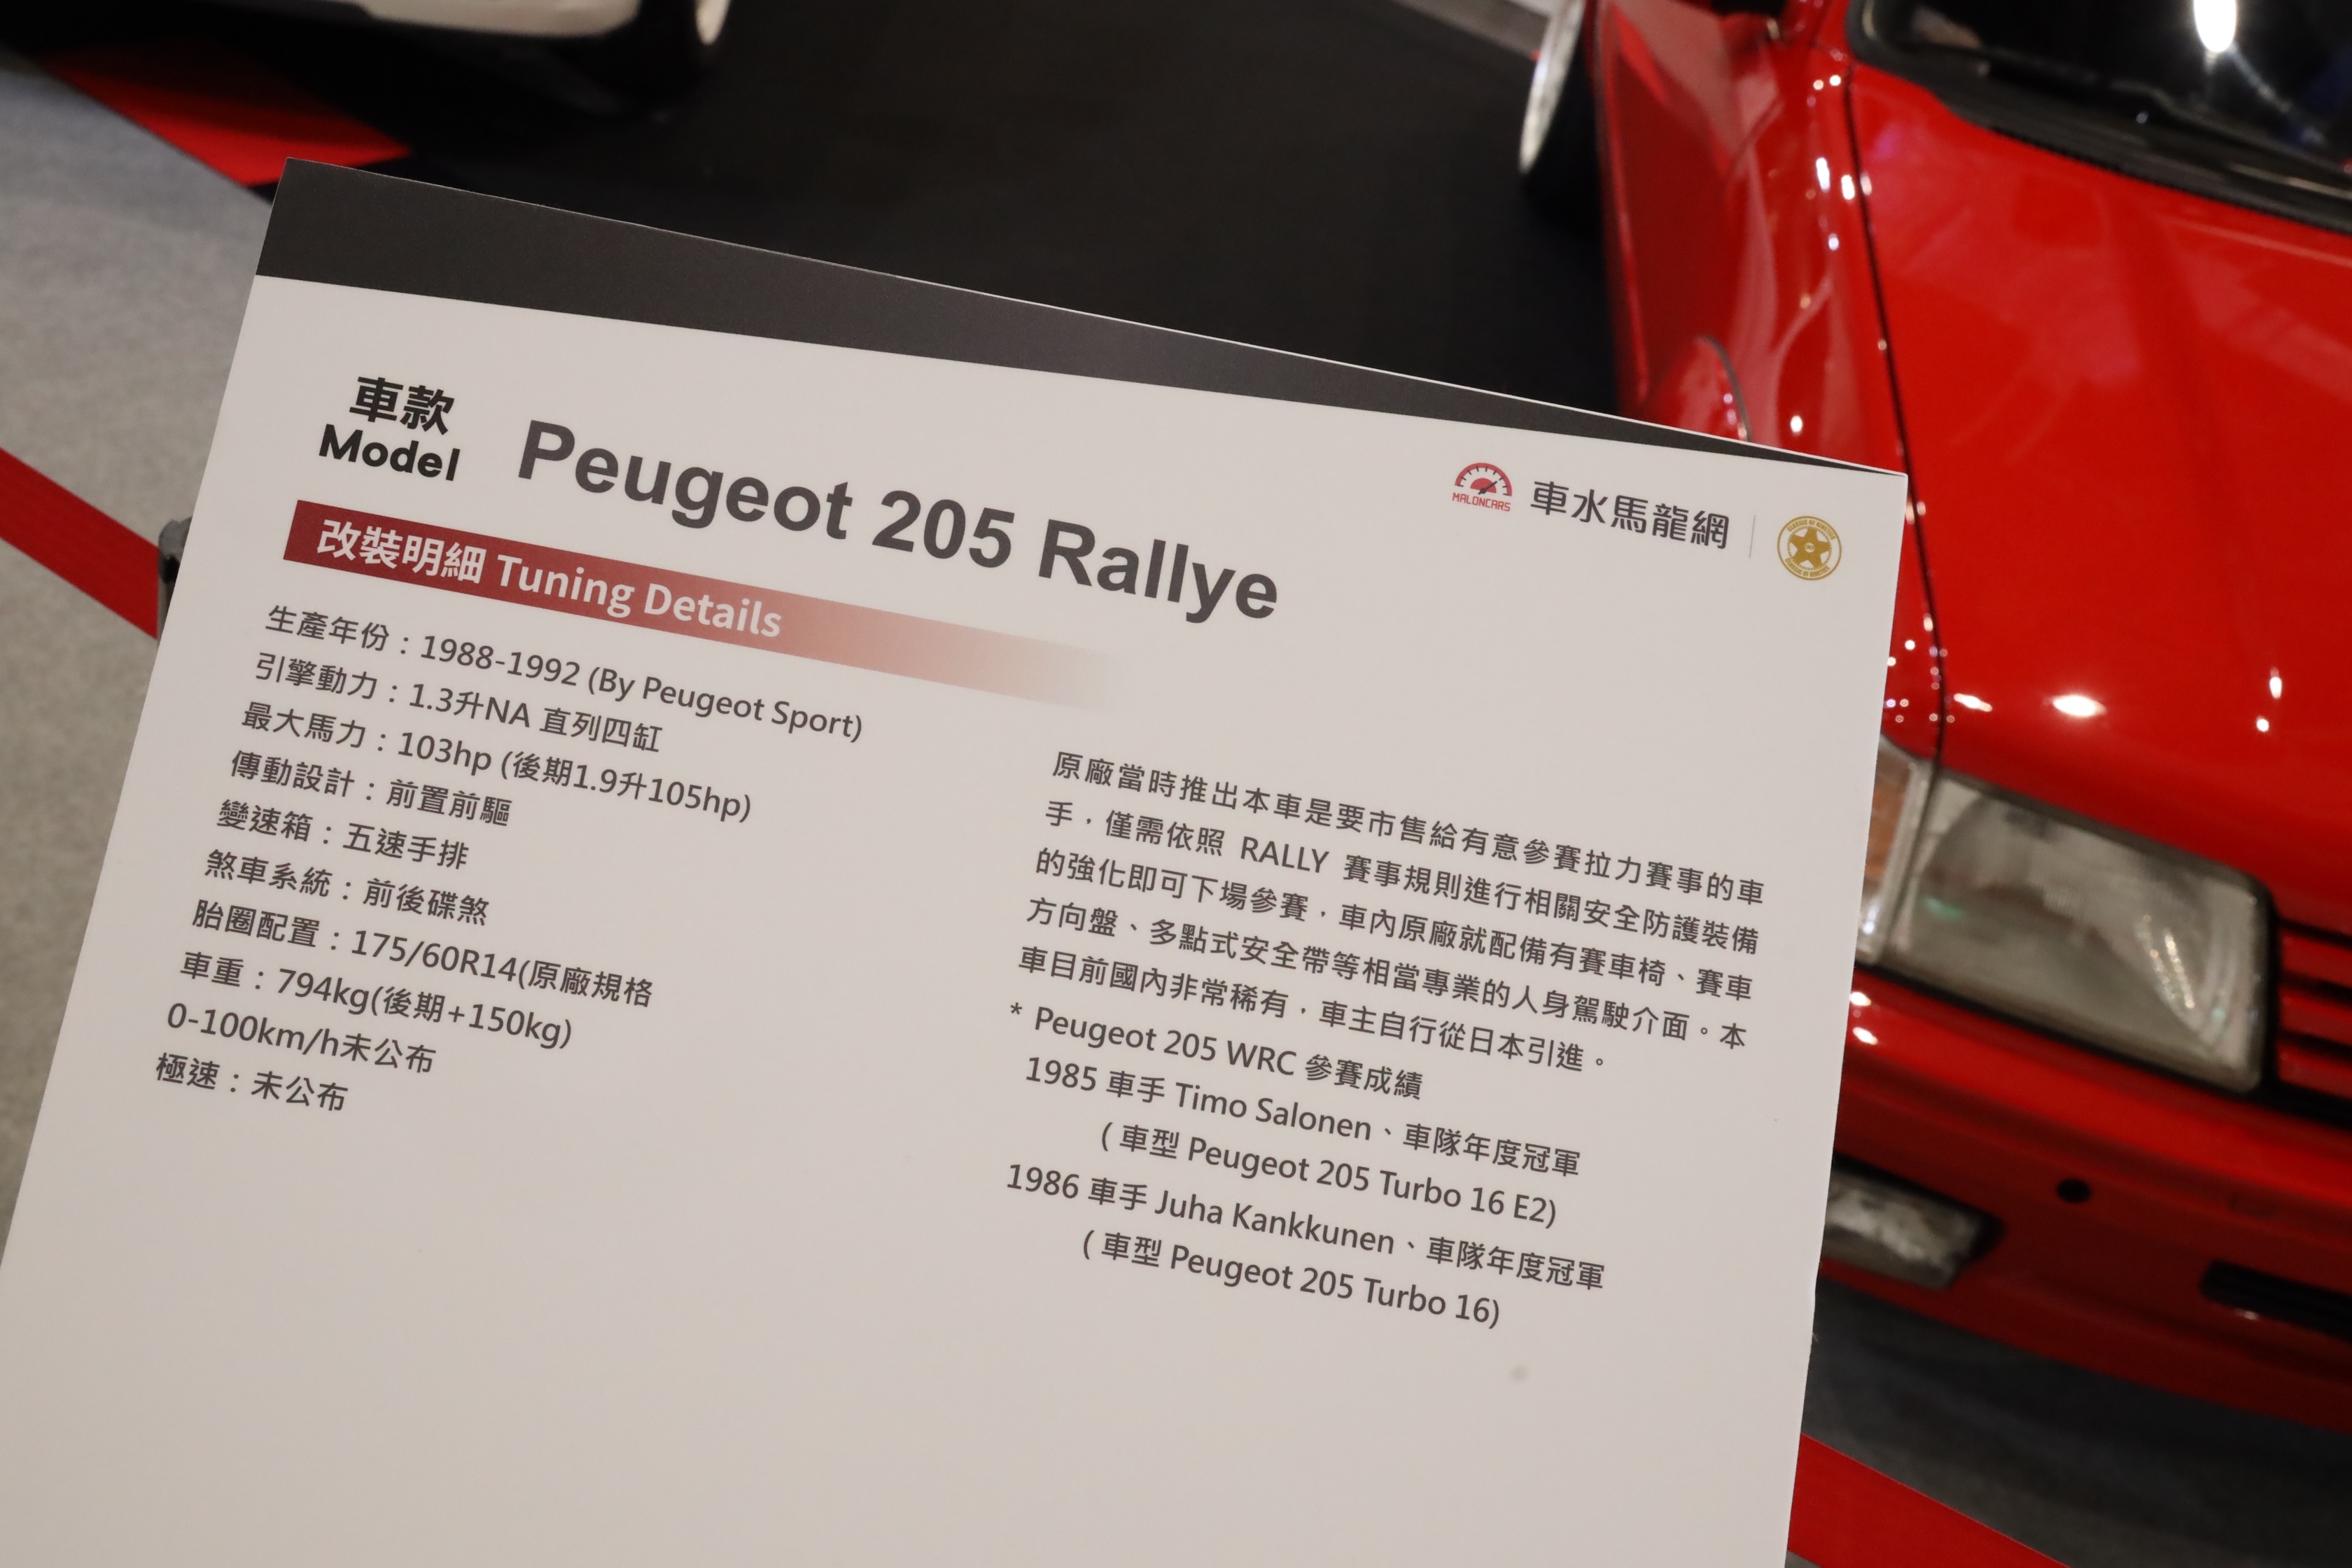 車款
Model
Peugeot 205 Rallye
MALONCARS
車水馬龍網
改裝明細 Tuning Details
生產年份：1988-1992 (By Peugeot Sport)
引擎動力：1.3升NA 直列四缸
最大馬力：103hp (後期1.9升105hp)
傳動設計：前置前驅
變速箱：五速手排
煞車系統：前後碟煞
胎圈配置：175/60R14(原廠規格
車重：794kg(後期+150kg)
0-100km/h未公布
極速：未公布
原廠當時推出本車是要市售給有意參賽拉力賽事的車
手，僅需依照 RALLY 賽事規則進行相關安全防護裝備
的強化即可下場參賽，車內原廠就配備有賽車椅、賽車
方向盤、多點式安全帶等相當專業的人身駕駛介面。本
車目前國內非常稀有，車主自行從日本引進。
* Peugeot 205 WRC 參賽成績
1985 車手 Timo Salonen、車隊年度冠軍
( 車型 Peugeot 205 Turbo 16 E2)
1986 車手 Juha Kankkunen、車隊年度冠軍
( 車型 Peugeot 205 Turbo 16)